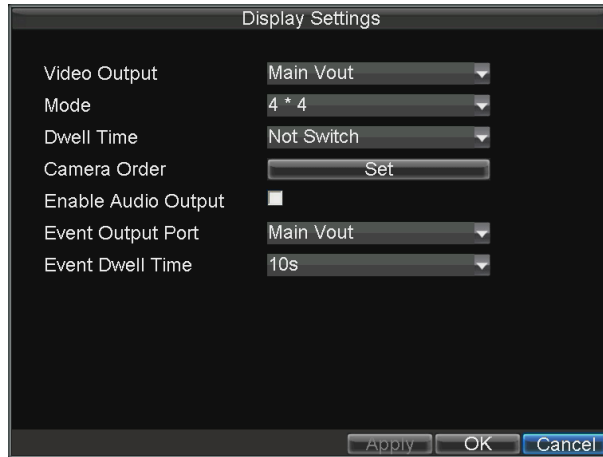 Display Settings
Video Output Main Vout
Mode 4 * 4
Dwell Time Not Switch
Camera Order Set
Enable Audio Output
Event Output Port Main Vout
Event Dwell Time 10s
Apply OK Cancel